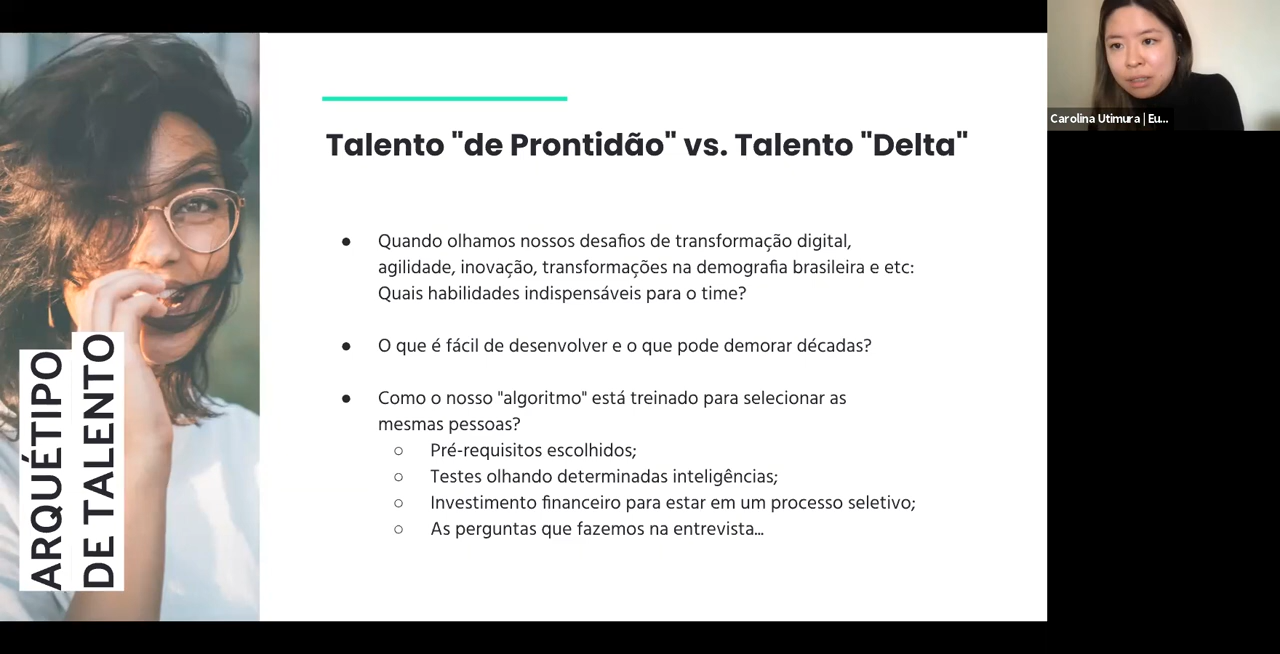 Talento "de Prontidão" vs. Talento "Delta"
● Quando olhamos nossos desafios de transformação digital,
agilidade, inovação, transformações na demografia brasileira e etc:
Quais habilidades indispensáveis para o time?
● O que é fácil de desenvolver e o que pode demorar décadas?
● Como o nosso "algoritmo" está treinado para selecionar as
mesmas pessoas?
○ Pré-requisitos escolhidos;
○ Testes olhando determinadas inteligências;
○ Investimento financeiro para estar em um processo seletivo;
○ As perguntas que fazemos na entrevista...
ARQUÉTIPO
DE TALENTO
Carolina Utimura | Eu...